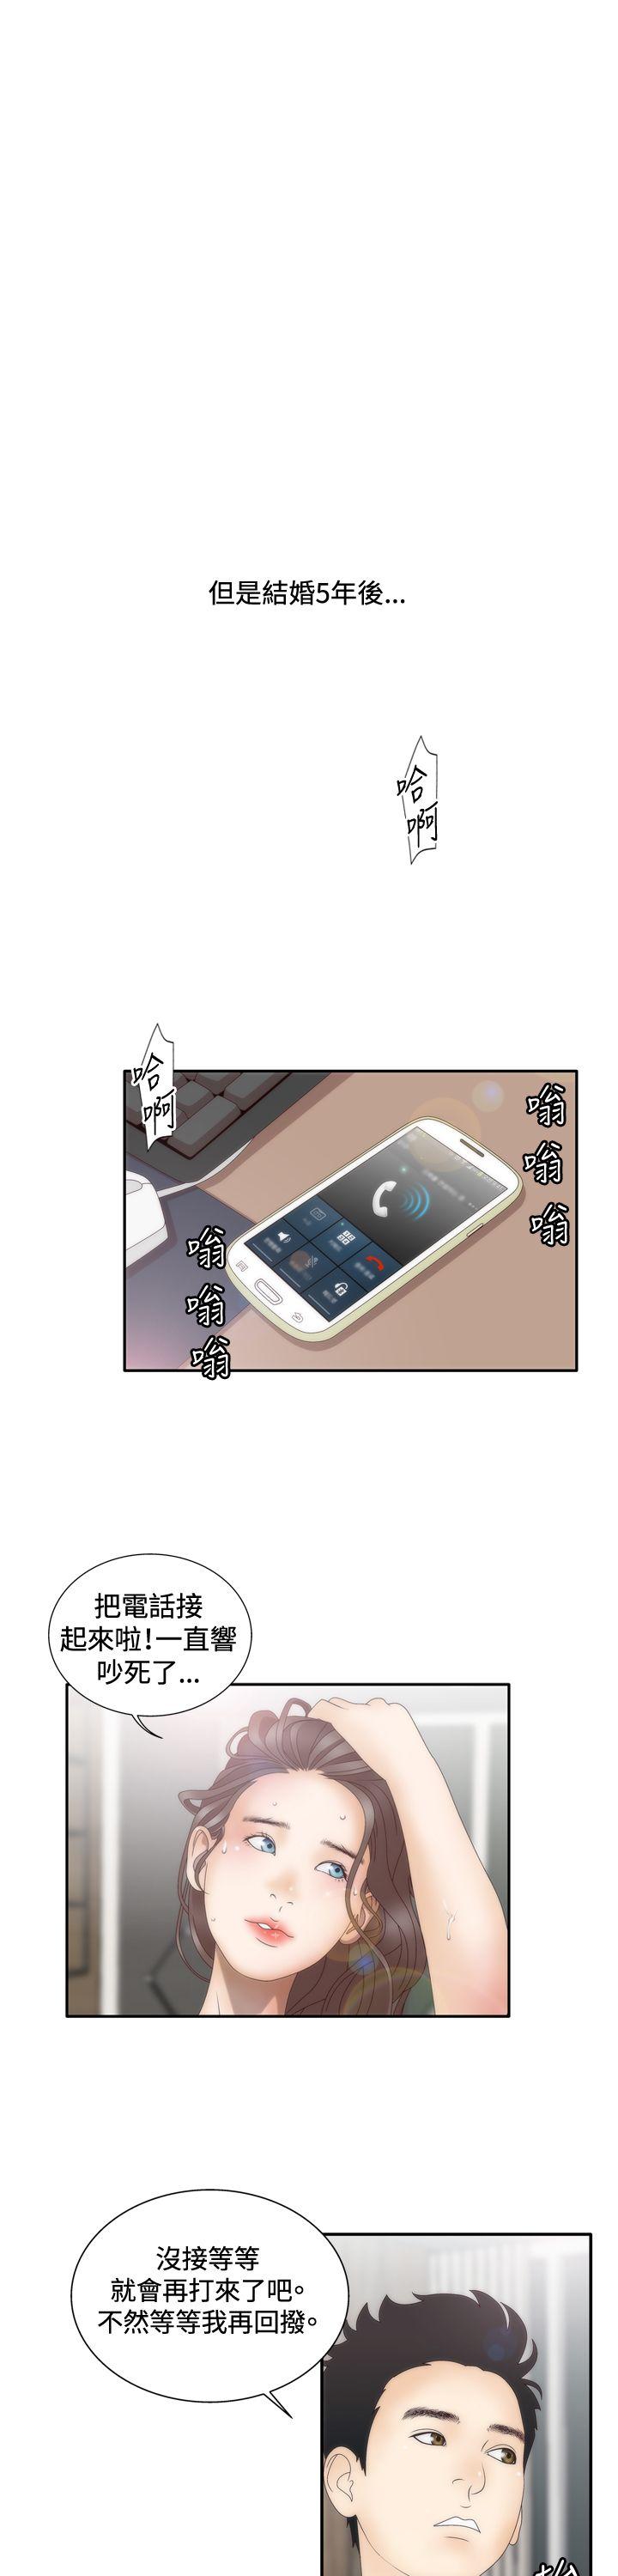 但是結婚5年後...
哈
啊
哈
啊
嗡
嗡
嗡
嗡
嗡
嗡
把電話接
起來啦！一直響
吵死了...
沒接等等
就會再打來了吧。
不然等等我再回撥。